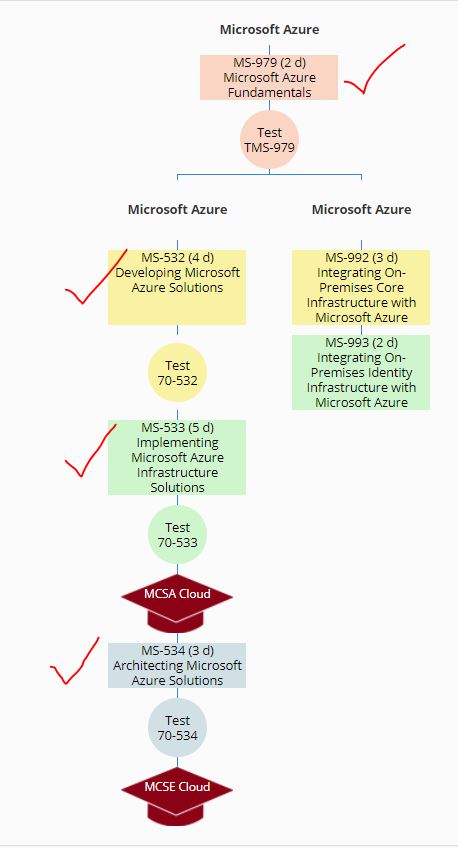 Microsoft Azure
MS-979 (2 d)
Microsoft Azure
Fundamentals
Test
TMS-979
Microsoft Azure
MS-532 (4 d)
Developing Microsoft
Azure Solutions
Test
70-532
MS-533 (5 d)
Implementing
Microsoft Azure
Infrastructure
Solutions
Test
70-533
MCSA Cloud
MS-534 (3 d)
Architecting Microsoft
Azure Solutions
Test
70-534
MCSE Cloud
Microsoft Azure
MS-992 (3 d)
Integrating On-
Premises Core
Infrastructure with
Microsoft Azure
MS-993 (2 d)
Integrating On-
Premises Identity
Infrastructure with
Microsoft Azure